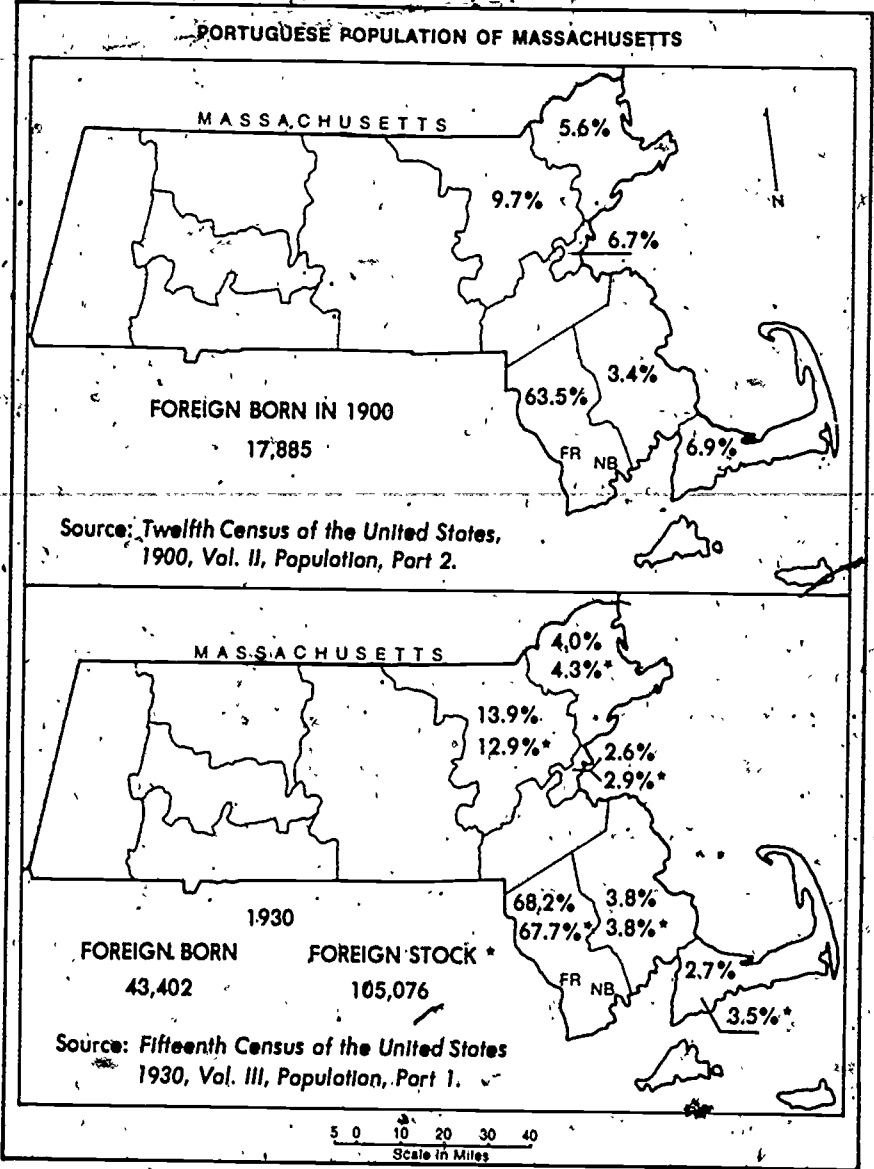 PORTUGUESE POPULATION OF MASSACHUSETTS
MASSACHUSETTS
5.6%
9.7%
N
6.7%
3.4%
63.5%
FOREIGN BORN IN 1900
17,885
FR
NB
6.9%
Source: Twelfth Census of the United States,
1900, Vol. II, Population, Part 2.
MASSACHUSETTS
4.0%
4.3%*
13.9%
12.9%*
2.6%
2.9%*
68.2%
67.7%*
3.8%
3.8%*
1930
FOREIGN BORN
FOREIGN STOCK *
43,402
105,076
FR
NB
2.7%
3.5%*
Source: Fifteenth Census of the United States
1930, Vol. III, Population, Part 1.
5 0 10 20 30 40
Scale in Miles